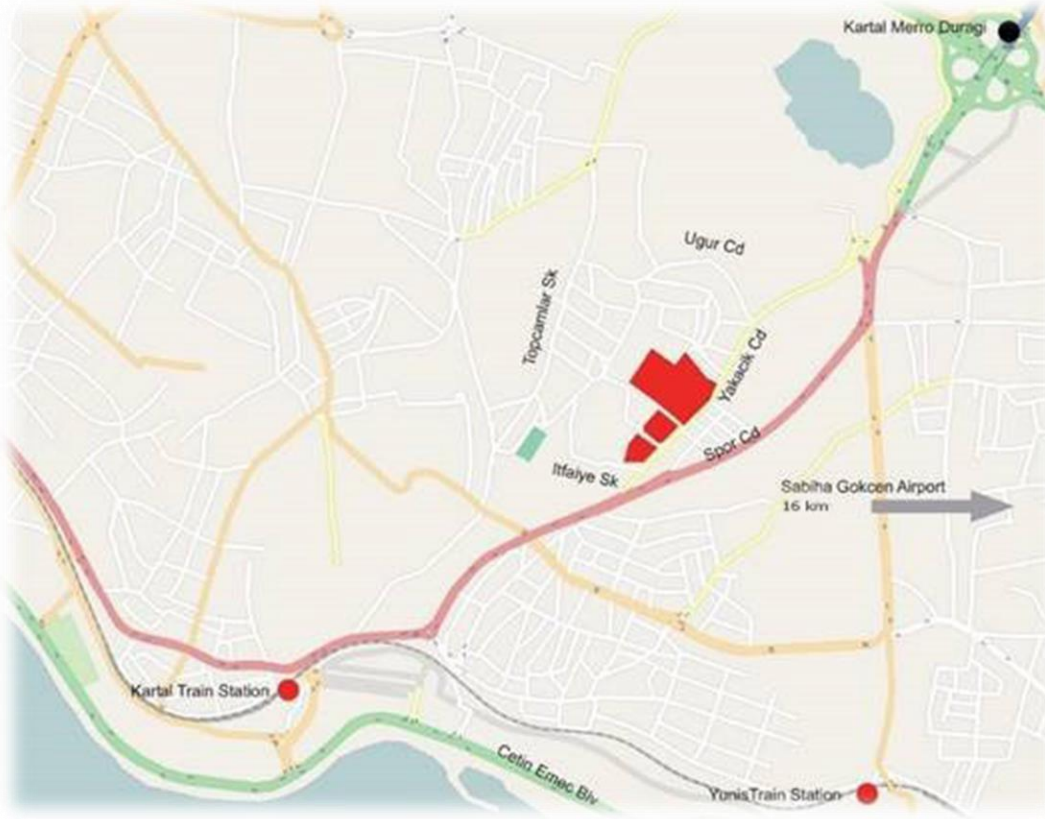 Kartal Merro Duragi
Ugur Cd
Topcamlar Sk
Yakacik Cd
Spor Cd
Itfaiye Sk
Sabiha Gokcen Airport
16 km
Kartal Train Station
Cetin Emec Blv
YunisTrain Station